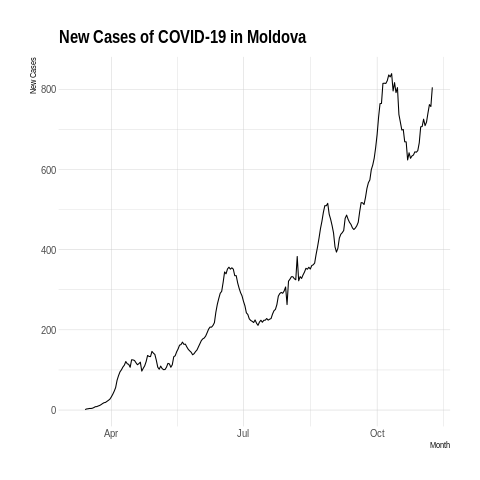 New Cases of COVID-19 in Moldova
New Cases
800
600
400
200
0
Apr
Jul
Oct
Month